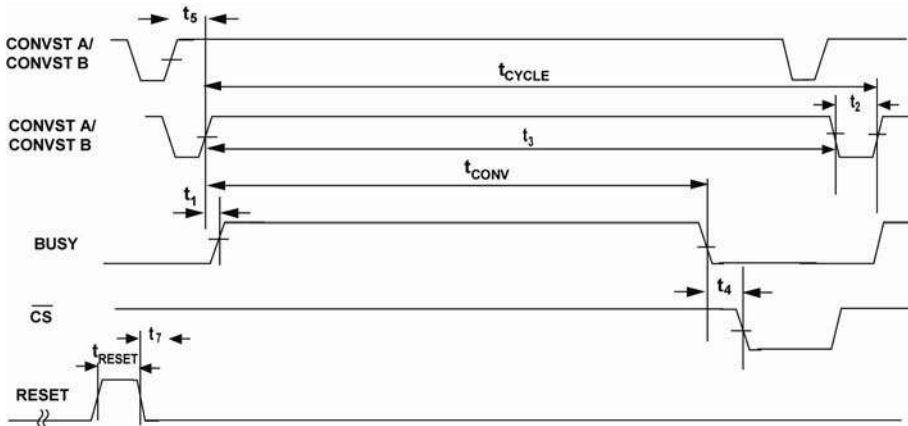 t5
CONVST A/
CONVST B
tCYCLE
t2
CONVST A/
CONVST B
t3
tCONV
t1
BUSY
t4
CS
t7
tRESET
RESET